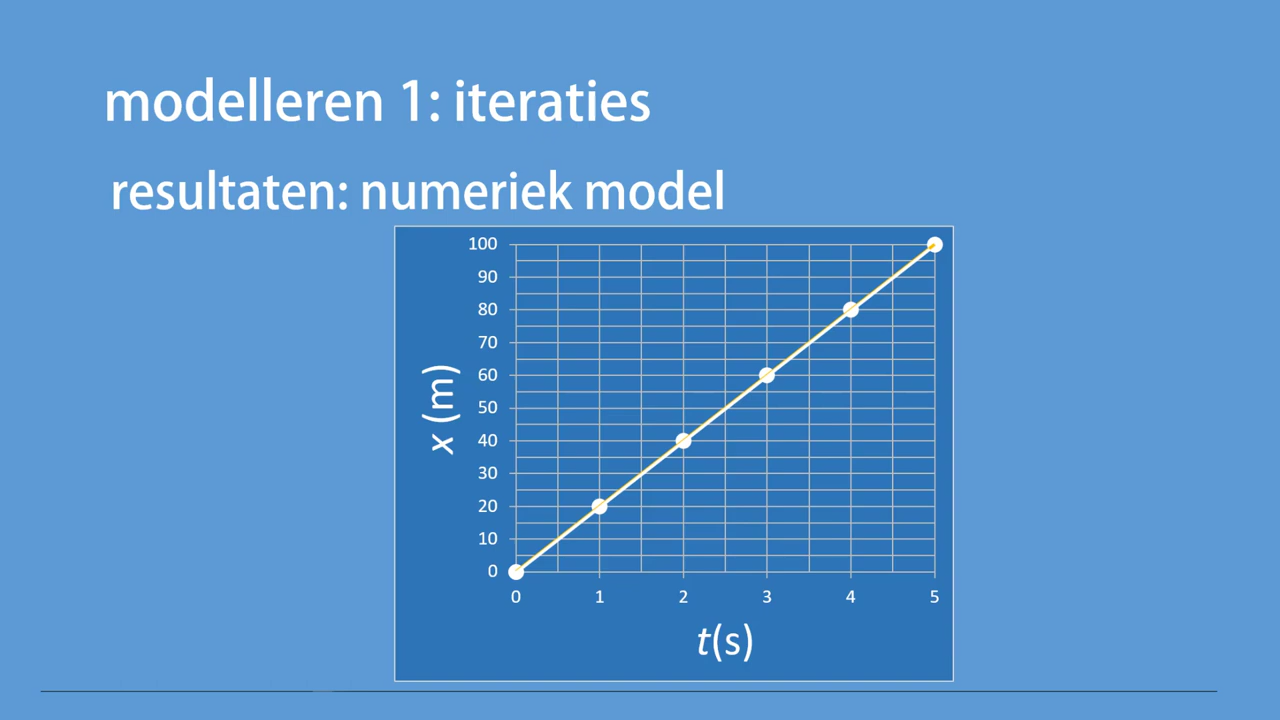 modelleren 1: iteraties
resultaten: numeriek model
100
90
80
70
60
50
40
30
20
10
0
x (m)
0 1 2 3 4 5
t(s)